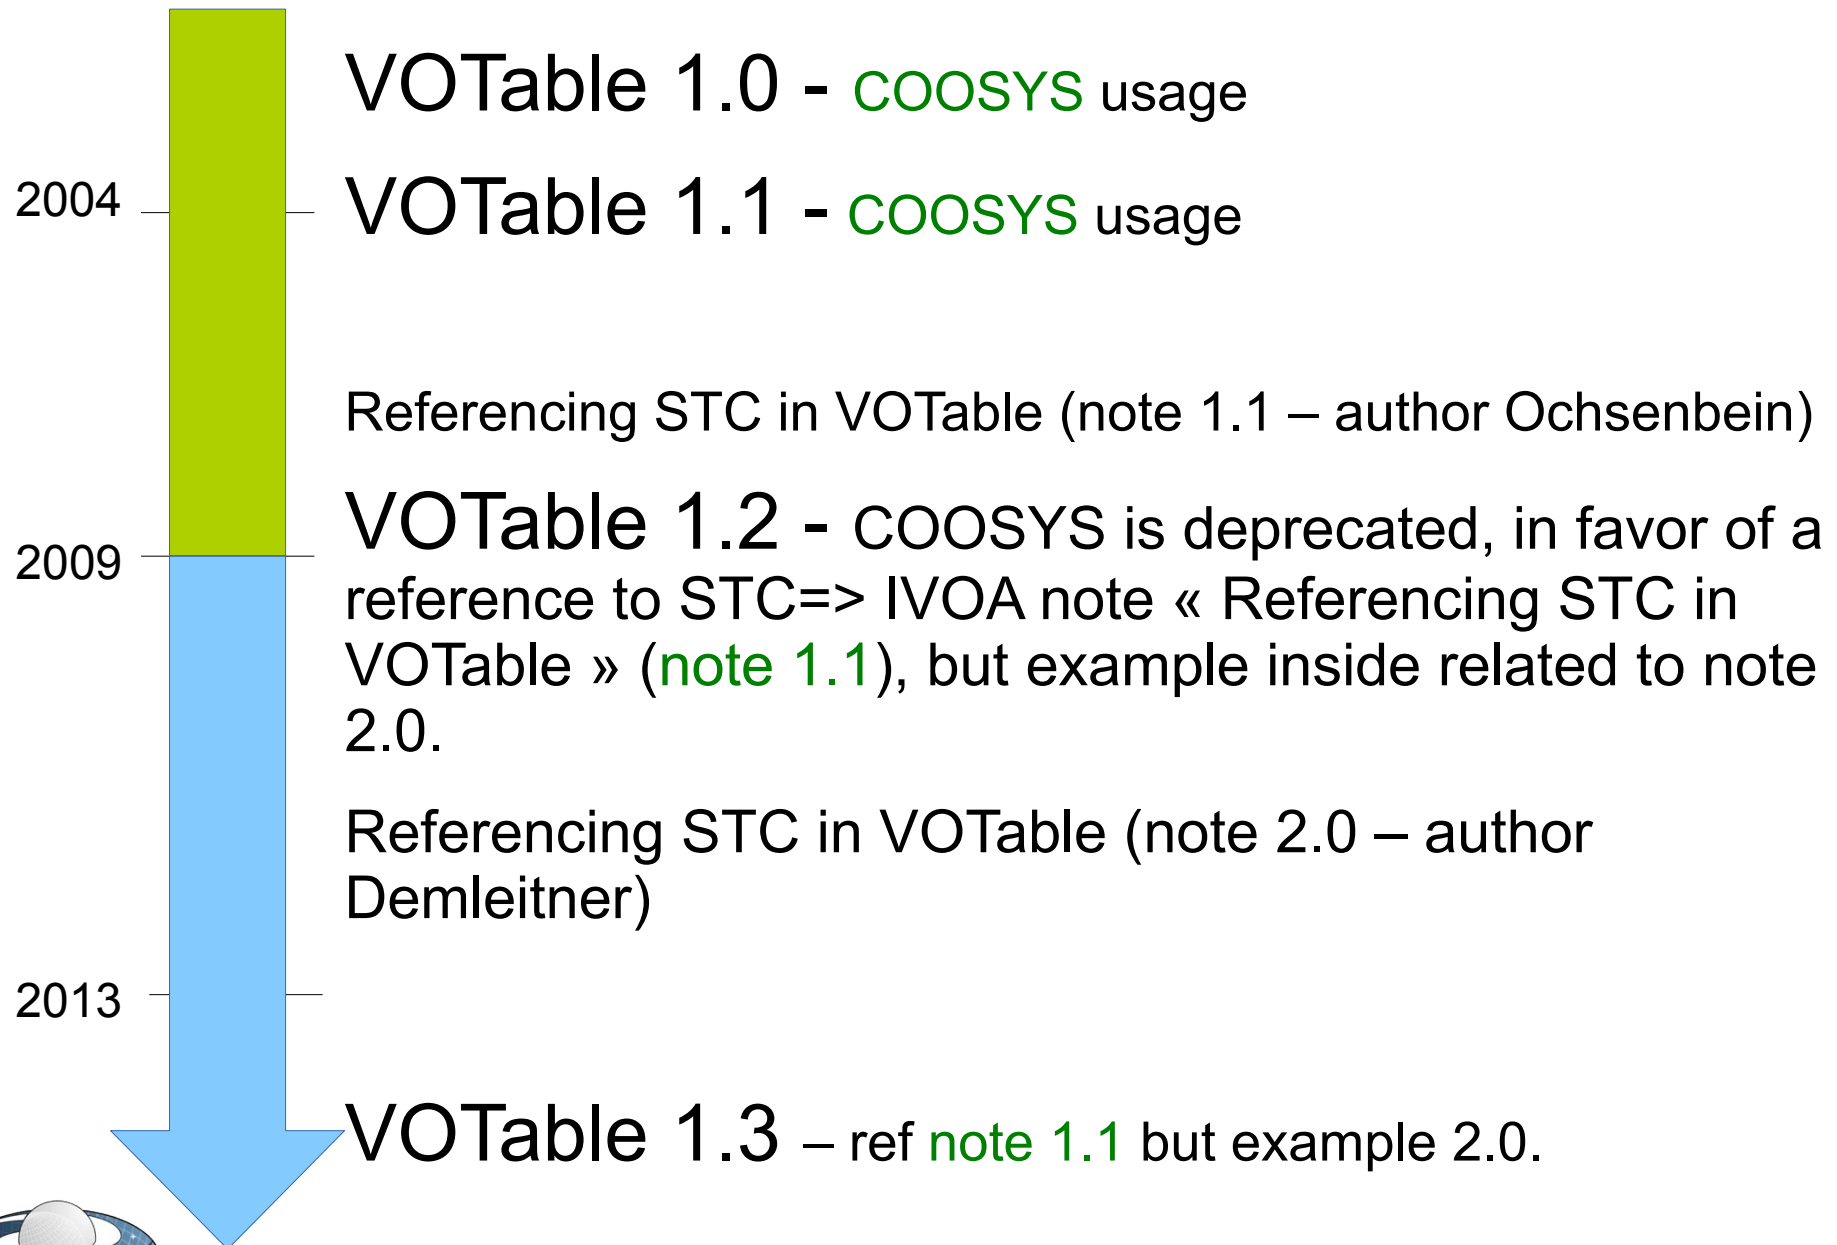 VOTable 1.0 - COOSYS usage
2004
VOTable 1.1 - COOSYS usage
Referencing STC in VOTable (note 1.1 – author Ochsenbein)
2009
VOTable 1.2 - COOSYS is deprecated, in favor of a
reference to STC=> IVOA note « Referencing STC in
VOTable » (note 1.1), but example inside related to note
2.0.
Referencing STC in VOTable (note 2.0 – author
Demleitner)
2013
VOTable 1.3 – ref note 1.1 but example 2.0.